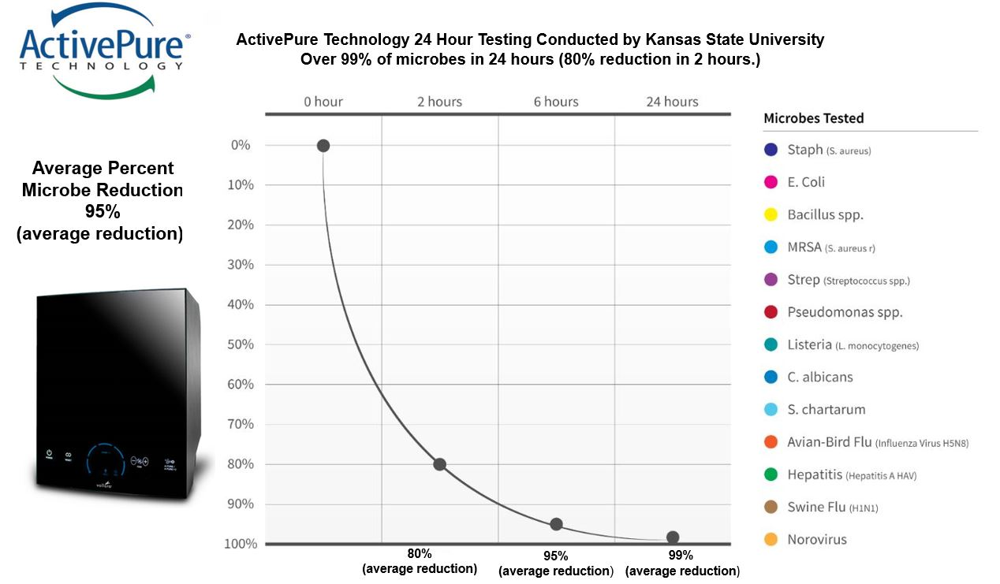 ActivePure®
TECHNOLOGY
ActivePure Technology 24 Hour Testing Conducted by Kansas State University
Over 99% of microbes in 24 hours (80% reduction in 2 hours.)
Average Percent
Microbe Reduction
95%
(average reduction)
0 hour 2 hours 6 hours 24 hours
0%
10%
20%
30%
40%
50%
60%
70%
80%
90%
100%
80%
(average reduction)
95%
(average reduction)
99%
(average reduction)
Microbes Tested
Staph (S. aureus)
E. Coli
Bacillus spp.
MRSA (S. aureus r)
Strep (Streptococcus spp.)
Pseudomonas spp.
Listeria (L. monocytogenes)
C. albicans
S. chartarum
Avian-Bird Flu (Influenza Virus H5N8)
Hepatitis (Hepatitis A HAV)
Swine Flu (H1N1)
Norovirus
vollara